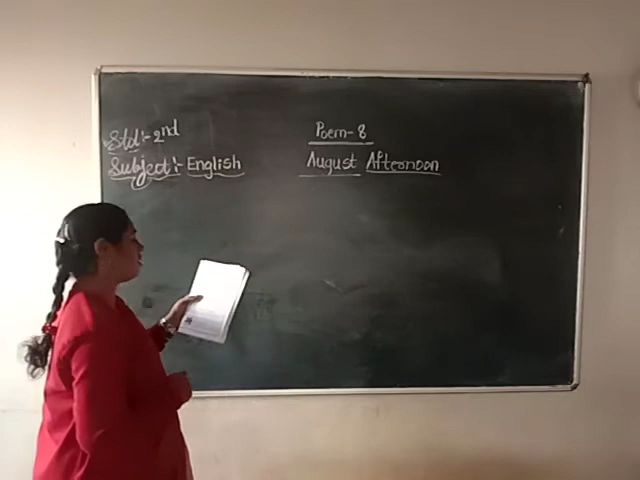 Std :- 2nd
Subject :- English
Poem - 8
August Afternoon